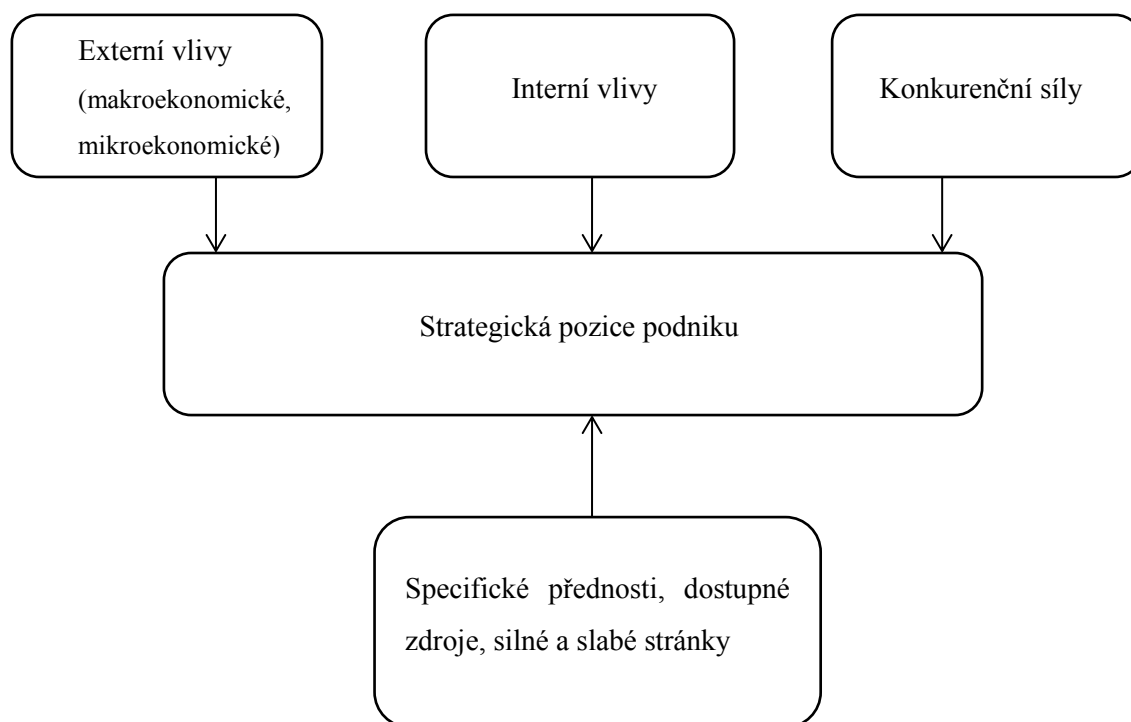 Externí vlivy
(makroekonomické,
mikroekonomické)
Interní vlivy
Konkurenční síly
Strategická pozice podniku
Specifické přednosti, dostupné
zdroje, silné a slabé stránky